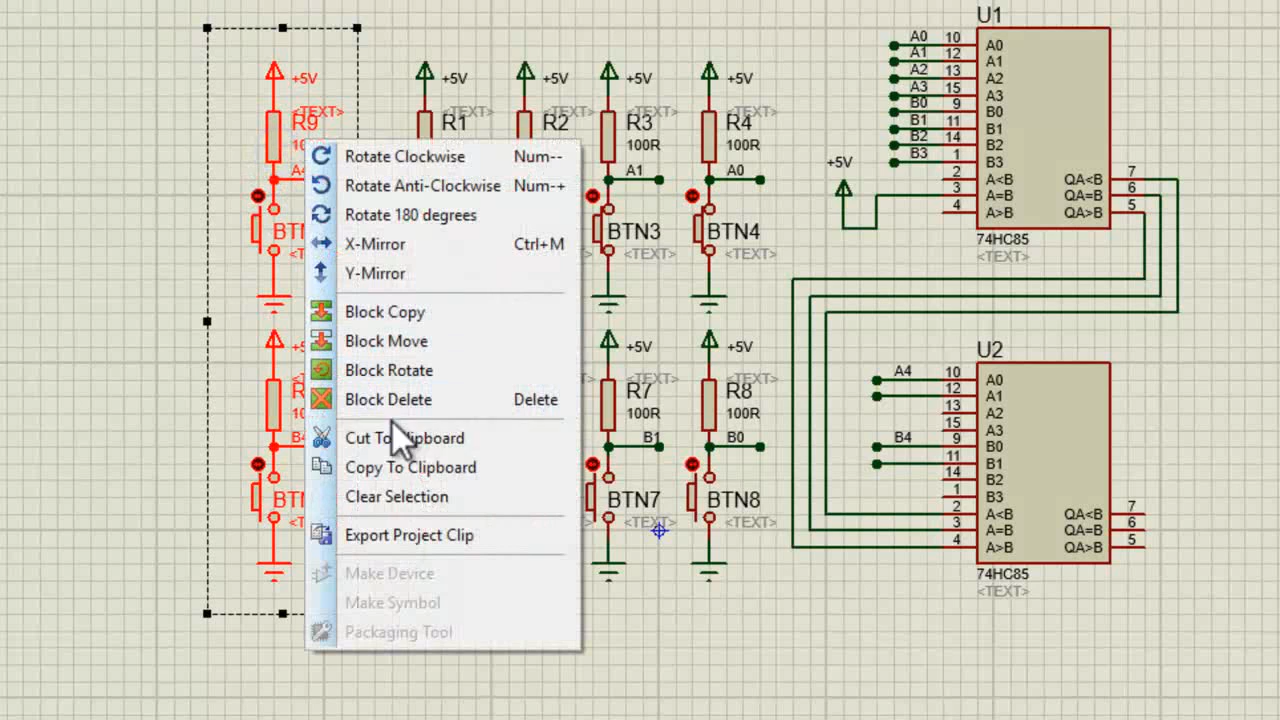 U1
+5V
+5V
+5V
+5V
+5V
<TEXT>
<TEXT>
<TEXT>
<TEXT>
<TEXT>
R9
R1
R2
R3
R4
100R
100R
A1
A0
BTN3
BTN4
<TEXT>
<TEXT>
Rotate Clockwise Num--
Rotate Anti-Clockwise Num-+
Rotate 180 degrees
X-Mirror Ctrl+M
Y-Mirror
Block Copy
Block Move
Block Rotate
Block Delete Delete
Cut To Clipboard
Copy To Clipboard
Clear Selection
Export Project Clip
Make Device
Make Symbol
Packaging Tool
+5V
+5V
<TEXT>
<TEXT>
R7
R8
100R
100R
B1
B0
BTN7
BTN8
<TEXT>
<TEXT>
A0 10 A0
A1 12 A1
A2 13 A2
A3 15 A3
B0 9 B0
B1 11 B1
B2 14 B2
B3 1 B3
+5V
2 A<B QA<B 7
3 A=B QA=B 6
4 A>B QA>B 5
74HC85
<TEXT>
U2
A4 10 A0
12 A1
13 A2
15 A3
B4 9 B0
11 B1
14 B2
1 B3
2 A<B QA<B 7
3 A=B QA=B 6
4 A>B QA>B 5
74HC85
<TEXT>